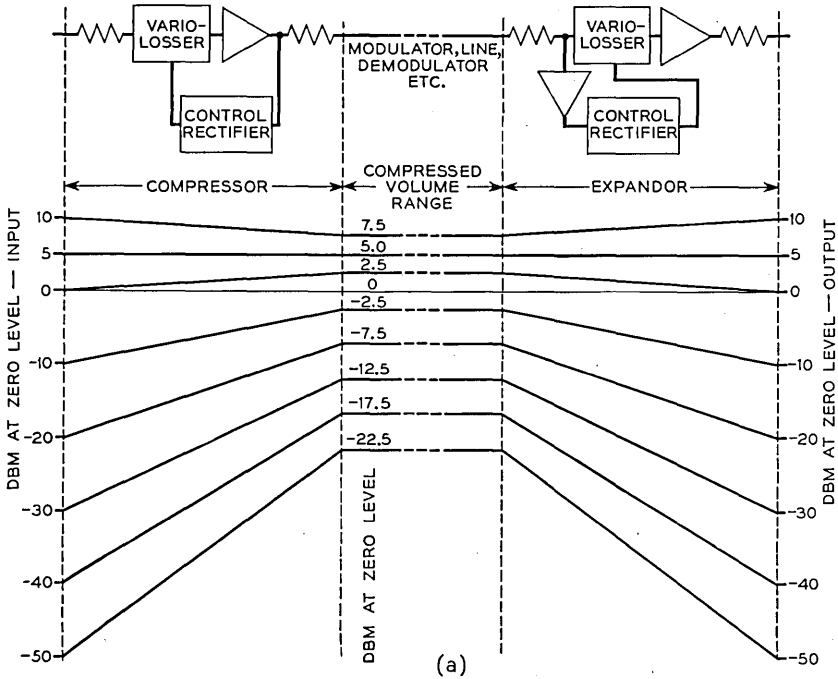 VARIO-
LOSSER
CONTROL
RECTIFIER
MODULATOR, LINE,
DEMODULATOR
ETC.
VARIO-
LOSSER
CONTROL
RECTIFIER
COMPRESSOR
COMPRESSED
VOLUME
RANGE
EXPANDOR
DBM AT ZERO LEVEL — INPUT
10
5
0
-10
-20
-30
-40
-50
7.5
5.0
2.5
0
-2.5
-7.5
-12.5
-17.5
-22.5
DBM AT ZERO LEVEL
10
5
0
-10
-20
-30
-40
-50
DBM AT ZERO LEVEL — OUTPUT
(a)